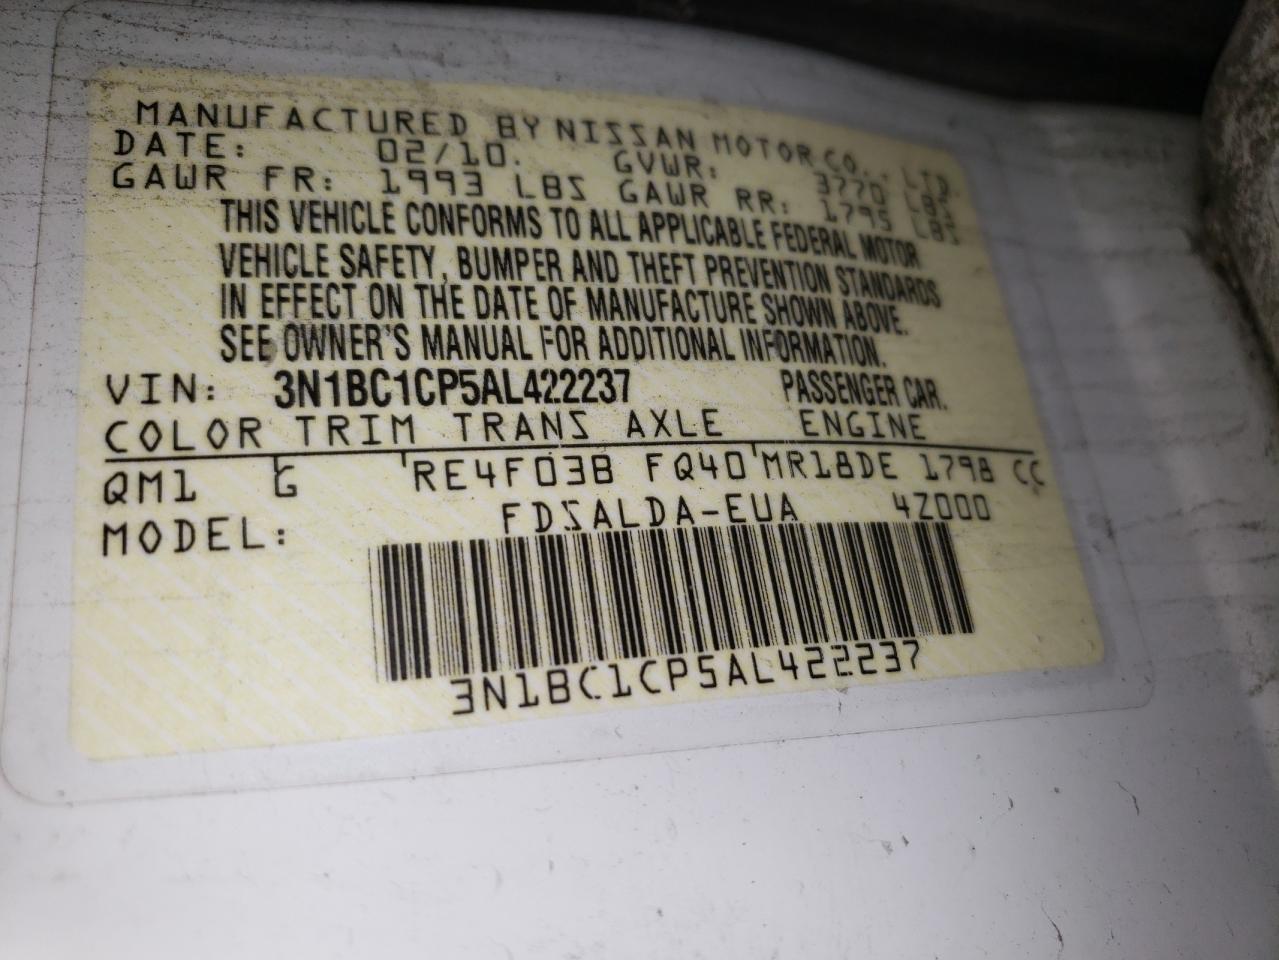 MANUFACTURED BY NISSAN MOTOR CO., LTD.
DATE: 02/10. GVWR: 3770 LBS
GAWR FR: 1993 LBS GAWR RR: 1795 LBS
THIS VEHICLE CONFORMS TO ALL APPLICABLE FEDERAL MOTOR
VEHICLE SAFETY, BUMPER AND THEFT PREVENTION STANDARDS
IN EFFECT ON THE DATE OF MANUFACTURE SHOWN ABOVE.
SEE OWNER'S MANUAL FOR ADDITIONAL INFORMATION.
VIN: 3N1BC1CP5AL422237 PASSENGER CAR.
COLOR TRIM TRANS AXLE ENGINE
QM1 G RE4F03B FQ40 MR18DE 1798 CC
MODEL: FDSALDA-EUA 4Z000
3N1BC1CP5AL422237